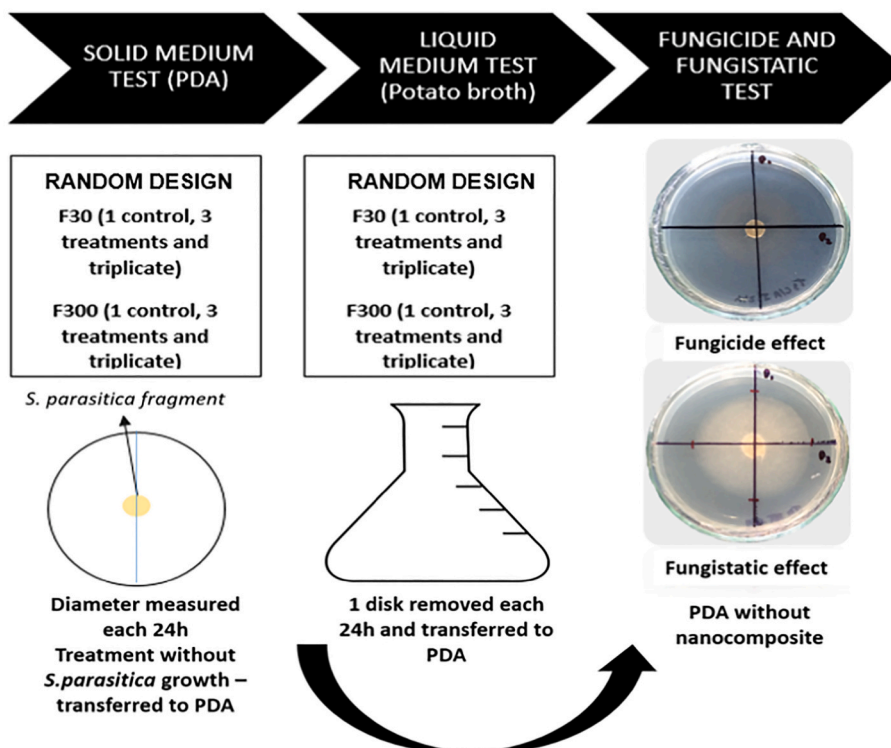 SOLID MEDIUM
TEST (PDA)
LIQUID
MEDIUM TEST
(Potato broth)
FUNGICIDE AND
FUNGISTATIC
TEST
RANDOM DESIGN
F30 (1 control, 3
treatments and
triplicate)
F300 (1 control, 3
treatments and
triplicate)
S. parasitica fragment
Diameter measured
each 24h
Treatment without
S.parasitica growth –
transferred to PDA
RANDOM DESIGN
F30 (1 control, 3
treatments and
triplicate)
F300 (1 control, 3
treatments and
triplicate)
1 disk removed each
24h and transferred to
PDA
Fungicide effect
Fungistatic effect
PDA without
nanocomposite